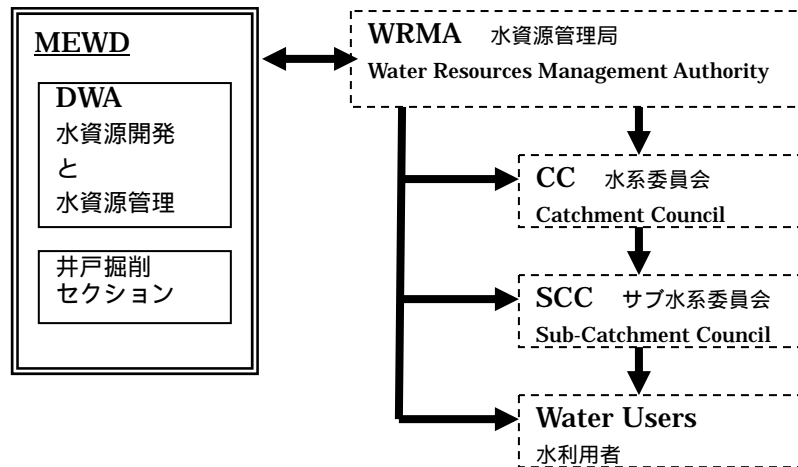 MEWD
DWA
水資源開発
と
水資源管理
井戸掘削
セクション
WRMA 水資源管理局
Water Resources Management Authority
CC 水系委員会
Catchment Council
SCC サブ水系委員会
Sub-Catchment Council
Water Users
水利用者